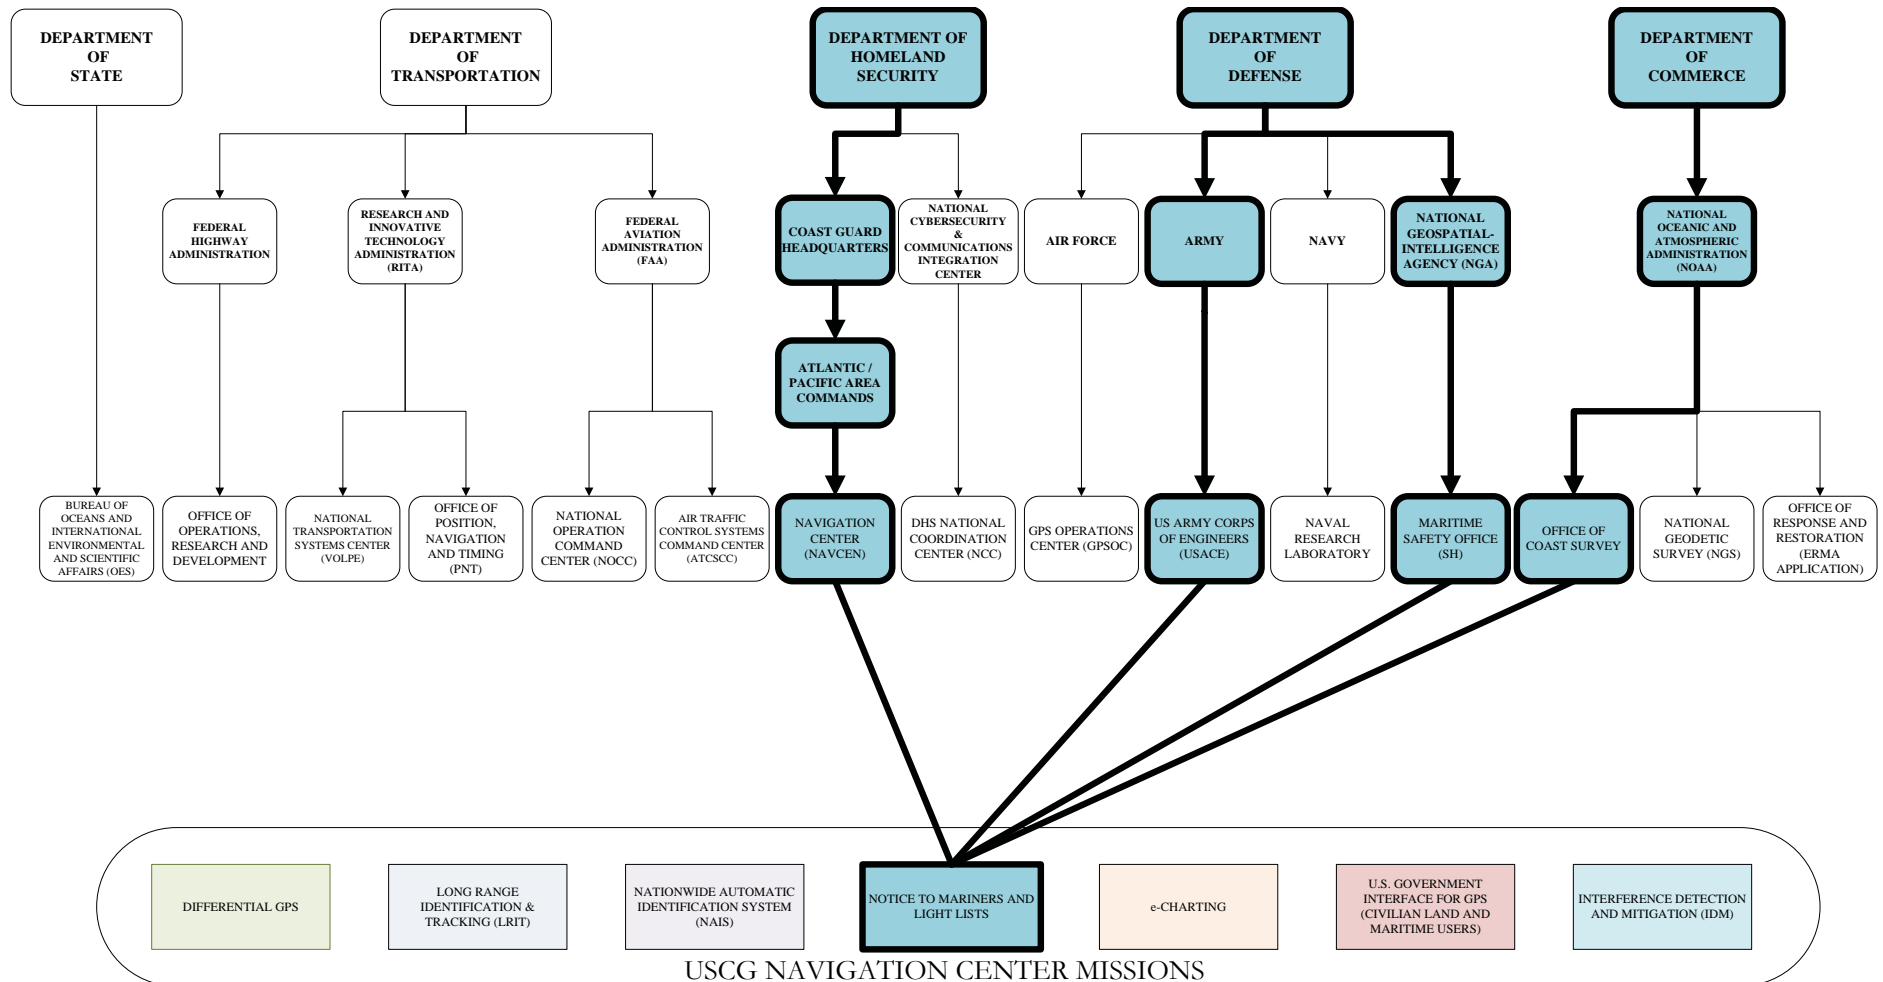 DEPARTMENT
OF
STATE
DEPARTMENT
OF
TRANSPORTATION
DEPARTMENT OF
HOMELAND
SECURITY
DEPARTMENT
OF
DEFENSE
DEPARTMENT
OF
COMMERCE
FEDERAL
HIGHWAY
ADMINISTRATION
RESEARCH AND
INNOVATIVE
TECHNOLOGY
ADMINISTRATION
(RITA)
FEDERAL
AVIATION
ADMINISTRATION
(FAA)
COAST GUARD
HEADQUARTERS
NATIONAL
CYBERSECURITY
&
COMMUNICATIONS
INTEGRATION
CENTER
AIR FORCE
ARMY
NAVY
NATIONAL
GEOSPATIAL-
INTELLIGENCE
AGENCY (NGA)
NATIONAL
OCEANIC AND
ATMOSPHERIC
ADMINISTRATION
(NOAA)
ATLANTIC /
PACIFIC AREA
COMMANDS
BUREAU OF
OCEANS AND
INTERNATIONAL
ENVIRONMENTAL
AND SCIENTIFIC
AFFAIRS (OES)
OFFICE OF
OPERATIONS,
RESEARCH AND
DEVELOPMENT
NATIONAL
TRANSPORTATION
SYSTEMS CENTER
(VOLPE)
OFFICE OF
POSITION,
NAVIGATION
AND TIMING
(PNT)
NATIONAL
OPERATION
COMMAND
CENTER (NOCC)
AIR TRAFFIC
CONTROL SYSTEMS
COMMAND CENTER
(ATCSCC)
NAVIGATION
CENTER
(NAVCEN)
DHS NATIONAL
COORDINATION
CENTER (NCC)
GPS OPERATIONS
CENTER (GPSOC)
US ARMY CORPS
OF ENGINEERS
(USACE)
NAVAL
RESEARCH
LABORATORY
MARITIME
SAFETY OFFICE
(SH)
OFFICE OF
COAST SURVEY
NATIONAL
GEODETIC
SURVEY (NGS)
OFFICE OF
RESPONSE AND
RESTORATION
(ERMA
APPLICATION)
DIFFERENTIAL GPS
LONG RANGE
IDENTIFICATION &
TRACKING (LRIT)
NATIONWIDE AUTOMATIC
IDENTIFICATION SYSTEM
(NAIS)
NOTICE TO MARINERS AND
LIGHT LISTS
e-CHARTING
U.S. GOVERNMENT
INTERFACE FOR GPS
(CIVILIAN LAND AND
MARITIME USERS)
INTERFERENCE DETECTION
AND MITIGATION (IDM)
USCG NAVIGATION CENTER MISSIONS